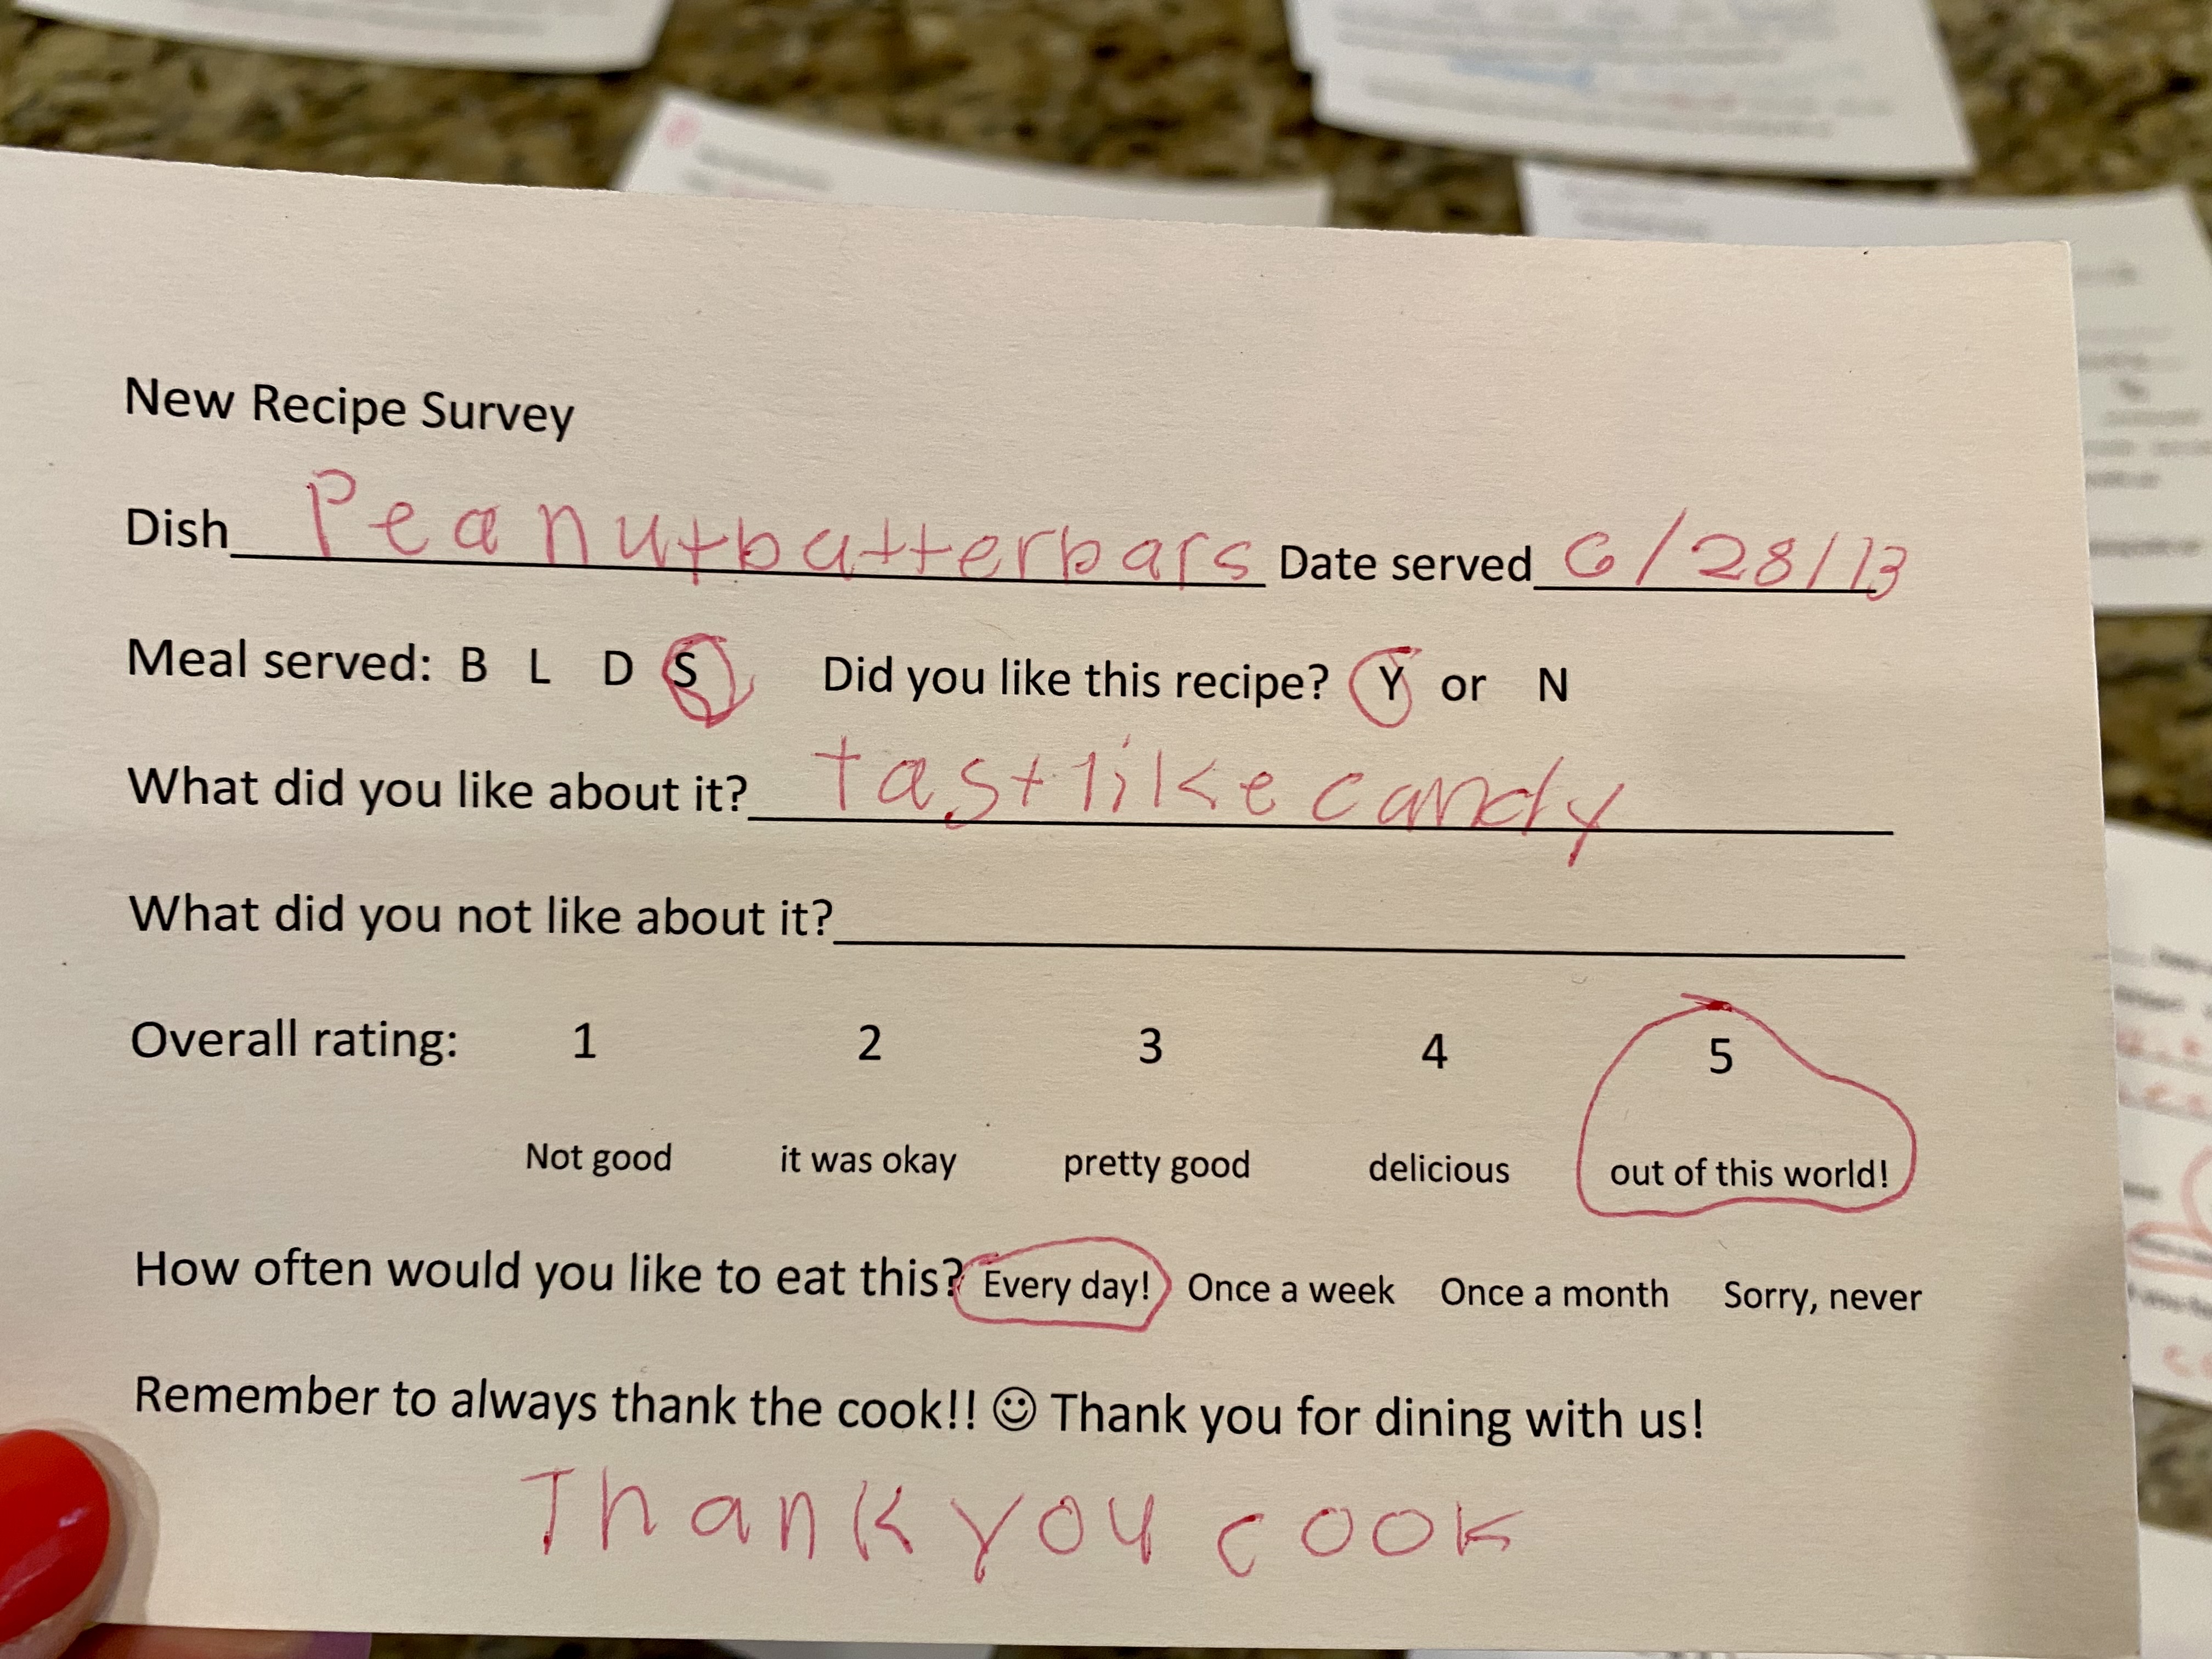 New Recipe Survey
Dish Peanutbutterbars Date served 6/28/13
Meal served: B L D S Did you like this recipe? Y or N
What did you like about it? tast like candy
What did you not like about it?
Overall rating: 1 2 3 4 5
Not good it was okay pretty good delicious out of this world!
How often would you like to eat this? Every day! Once a week Once a month Sorry, never
Remember to always thank the cook!! ☺ Thank you for dining with us!
Thank you cook